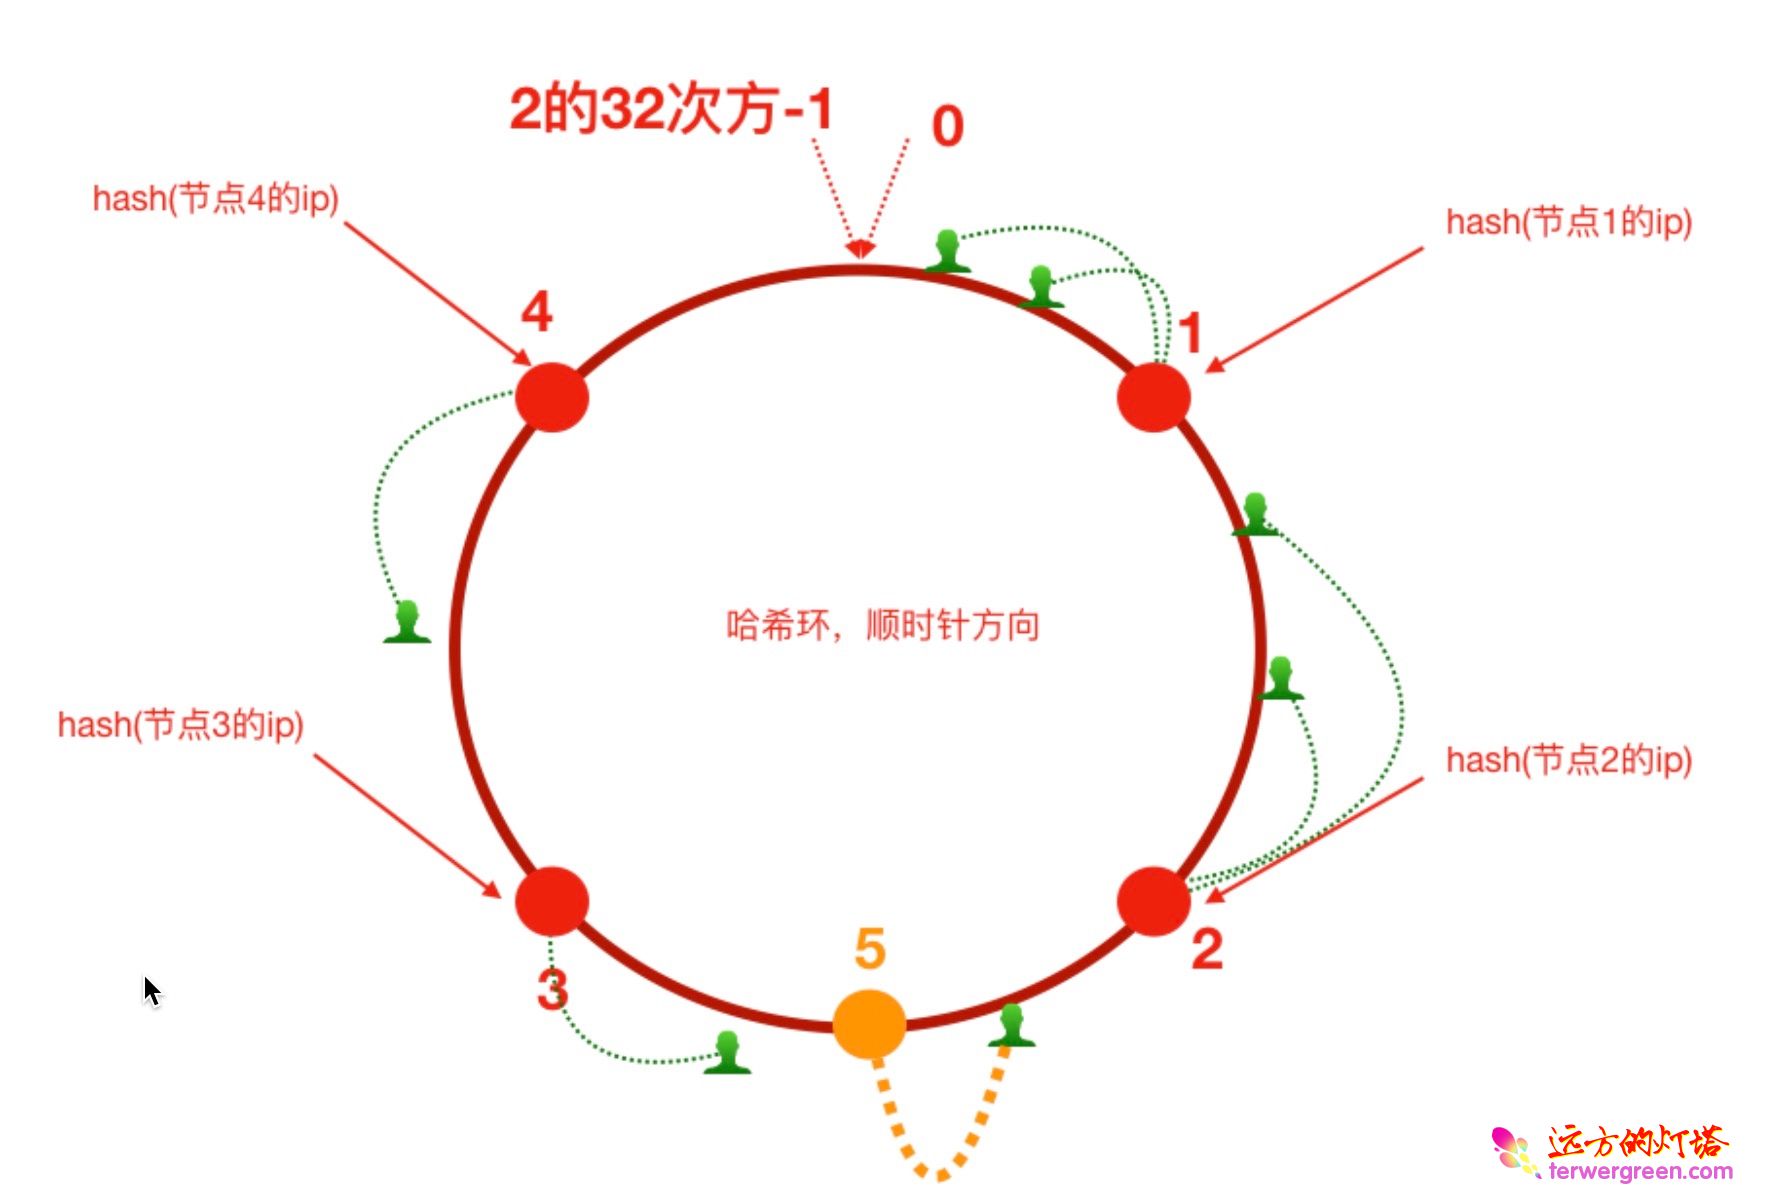 2的32次方-1
0
hash(节点4的ip)
hash(节点1的ip)
4
1
哈希环，顺时针方向
hash(节点3的ip)
hash(节点2的ip)
5
2
3
远方的灯塔
terwergreen.com